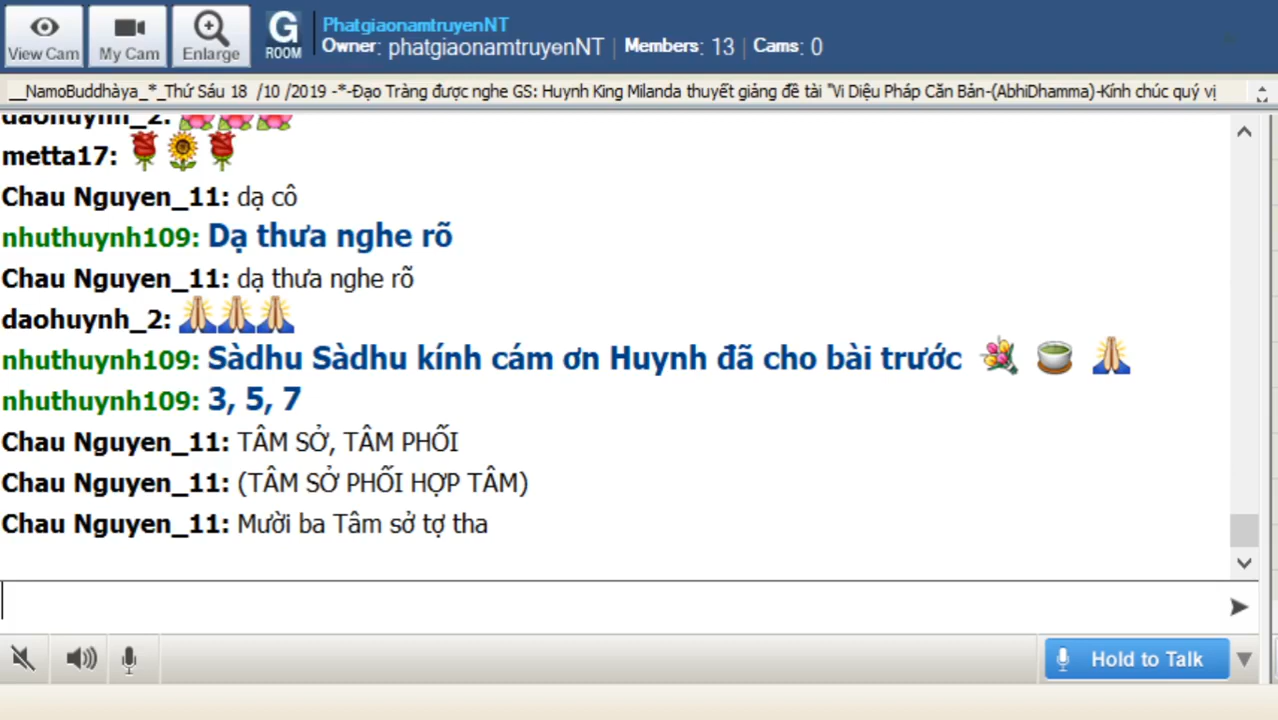 PhatgiaonamtruyenNT
View Cam
My Cam
Enlarge
G ROOM
Owner: phatgiaonamtruyenNT | Members: 13 | Cams: 0
__NamoBuddhàya_*_Thứ Sáu 18 /10 /2019 -*-Đạo Tràng được nghe GS: Huynh King Milanda thuyết giảng đề tài "Vi Diệu Pháp Căn Bản-(AbhiDhamma)-Kính chúc quý vị
daohuynh_2:
metta17:
Chau Nguyen_11: dạ cô
nhuthuynh109: Dạ thưa nghe rõ
Chau Nguyen_11: dạ thưa nghe rõ
daohuynh_2:
nhuthuynh109: Sàdhu Sàdhu kính cám ơn Huynh đã cho bài trước
nhuthuynh109: 3, 5, 7
Chau Nguyen_11: TÂM SỞ, TÂM PHỐI
Chau Nguyen_11: (TÂM SỞ PHỐI HỢP TÂM)
Chau Nguyen_11: Mười ba Tâm sở tợ tha
Hold to Talk